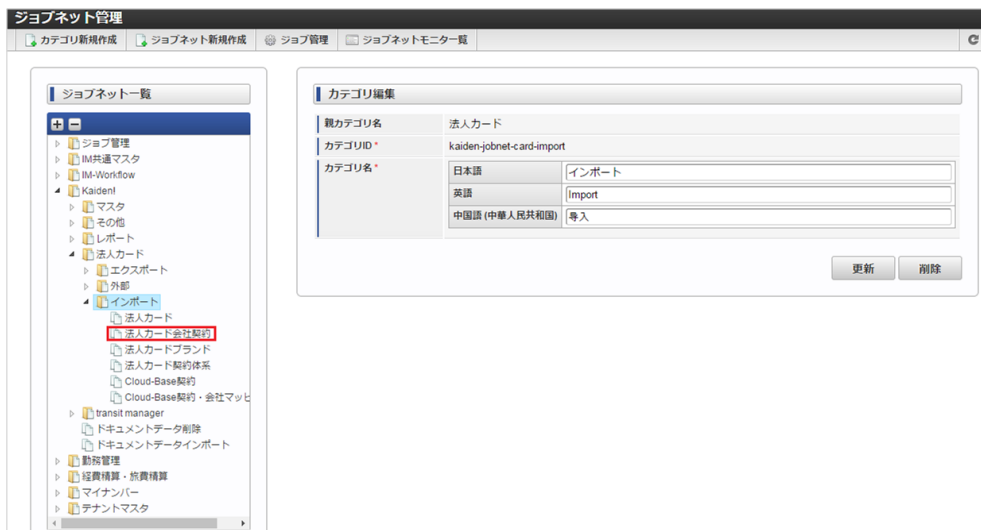 ジョブネット管理
カテゴリ新規作成 ジョブネット新規作成 ジョブ管理 ジョブネットモニター覧
ジョブネット一覧
ジョブ管理
IM共通マスタ
IM-Workflow
Kaiden!
マスタ
その他
レポート
法人カード
エクスポート
外部
インポート
法人カード
法人カード会社契約
法人カードブランド
法人カード契約体系
Cloud-Base契約
Cloud-Base契約・会社マッピ
transit manager
ドキュメントデータ削除
ドキュメントデータインポート
勤務管理
経費精算・旅費精算
マイナンバー
テナントマスタ
カテゴリ編集
親カテゴリ名 法人カード
カテゴリID * kaiden-jobnet-card-import
カテゴリ名 * 日本語 インポート
英語 Import
中国語 (中華人民共和国) 导入
更新 削除